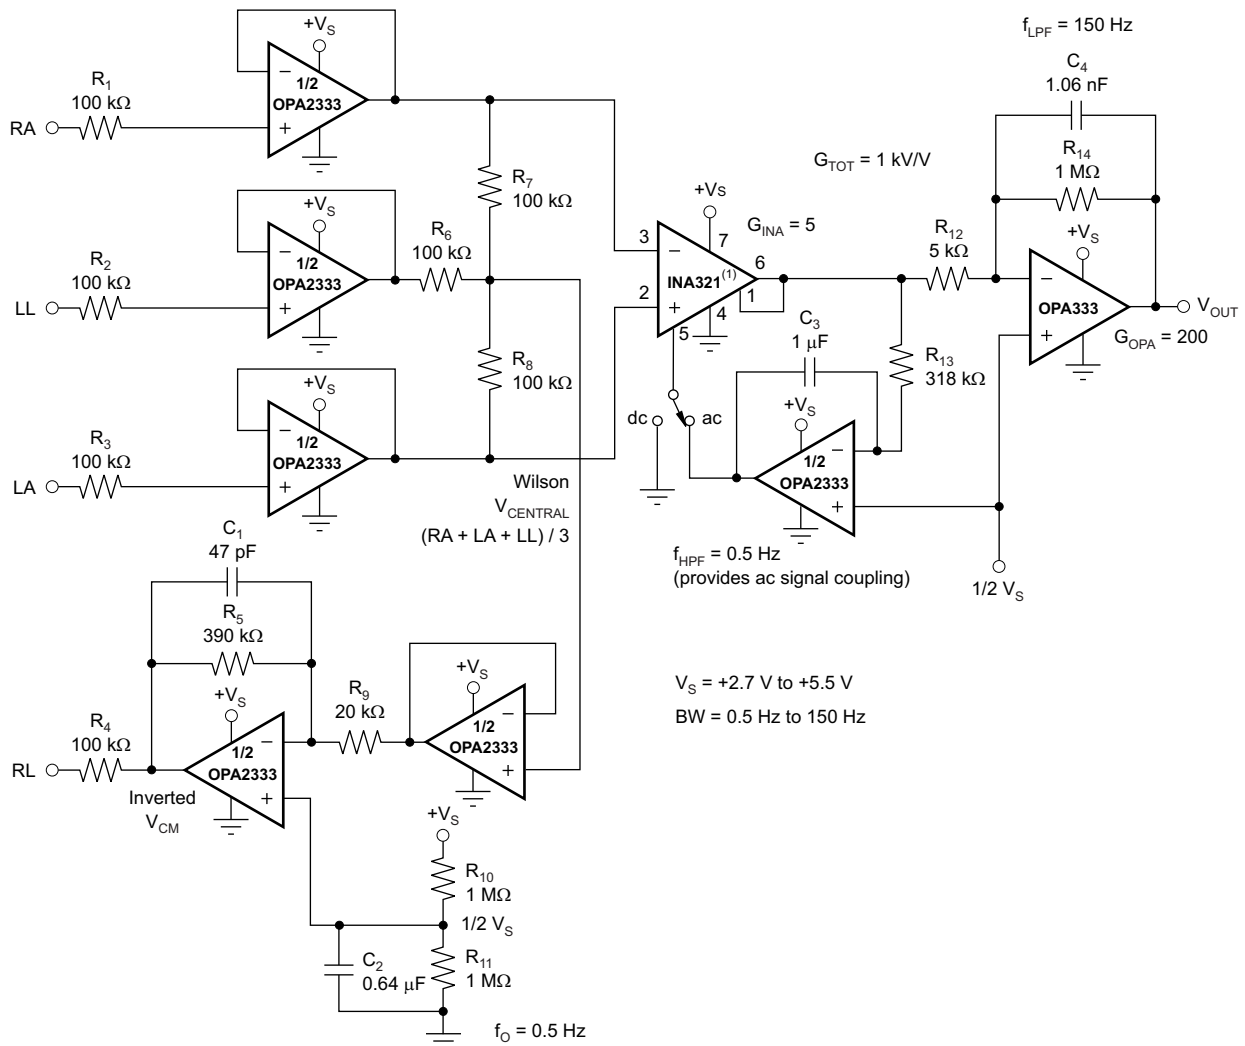 f_LPF = 150 Hz
C4
1.06 nF
R14
1 MΩ
+VS
−
OPA333
+
VOUT
G_OPA = 200
G_TOT = 1 kV/V
R12
5 kΩ
+VS
−
1/2
OPA2333
+
R1
100 kΩ
RA
R7
100 kΩ
+VS
−
1/2
OPA2333
+
R2
100 kΩ
LL
R6
100 kΩ
+VS
3
−
7
G_INA = 5
6
INA321(1)
1
2
+
4
5
R8
100 kΩ
+VS
−
1/2
OPA2333
+
R3
100 kΩ
LA
dc
ac
C3
1 µF
R13
318 kΩ
+VS
1/2
−
OPA2333
+
1/2 VS
Wilson
V_CENTRAL
(RA + LA + LL) / 3
f_HPF = 0.5 Hz
(provides ac signal coupling)
C1
47 pF
R5
390 kΩ
+VS
1/2
−
OPA2333
+
R4
100 kΩ
RL
Inverted
VCM
R9
20 kΩ
+VS
−
1/2
OPA2333
+
VS = +2.7 V to +5.5 V
BW = 0.5 Hz to 150 Hz
+VS
R10
1 MΩ
1/2 VS
C2
0.64 µF
R11
1 MΩ
fO = 0.5 Hz